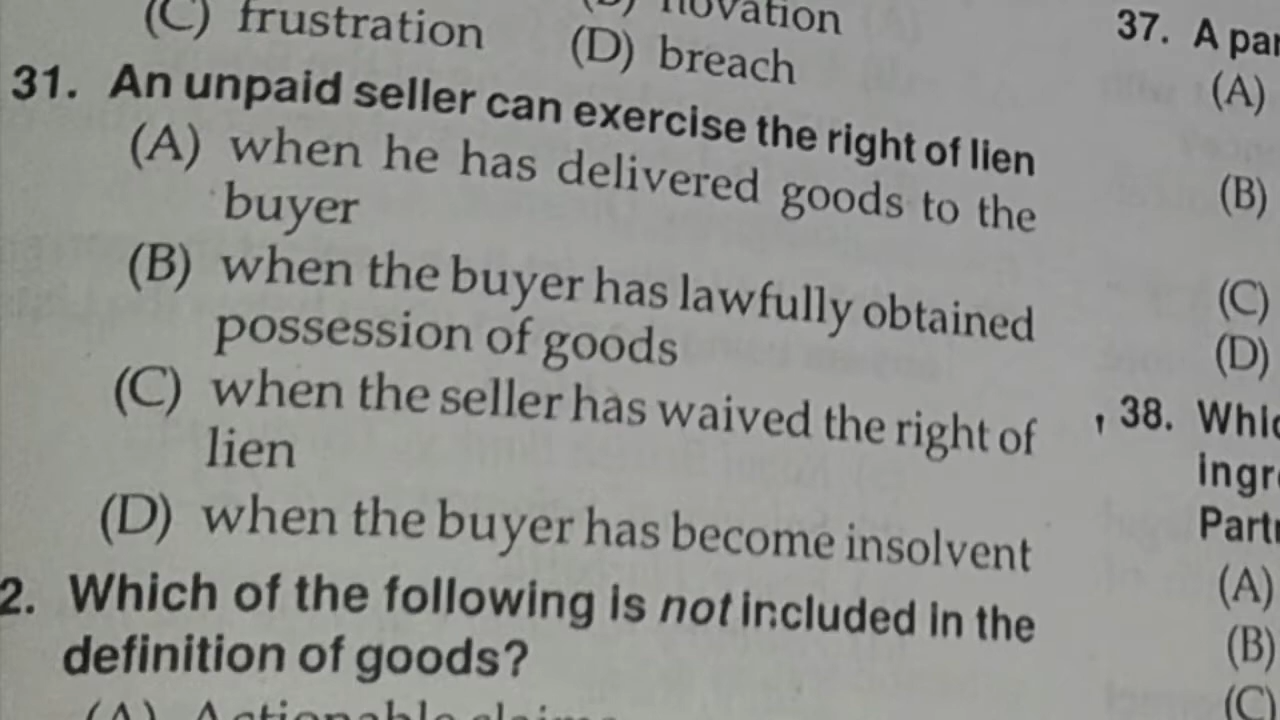 (C) frustration
(D) breach
31. An unpaid seller can exercise the right of lien
(A) when he has delivered goods to the
buyer
(B) when the buyer has lawfully obtained
possession of goods
(C) when the seller has waived the right of
lien
(D) when the buyer has become insolvent
2. Which of the following is not included in the
definition of goods?
(A) Actionable claims
37. A
(A)
(B)
(C)
(D)
38.
(A)
(B)
(C)